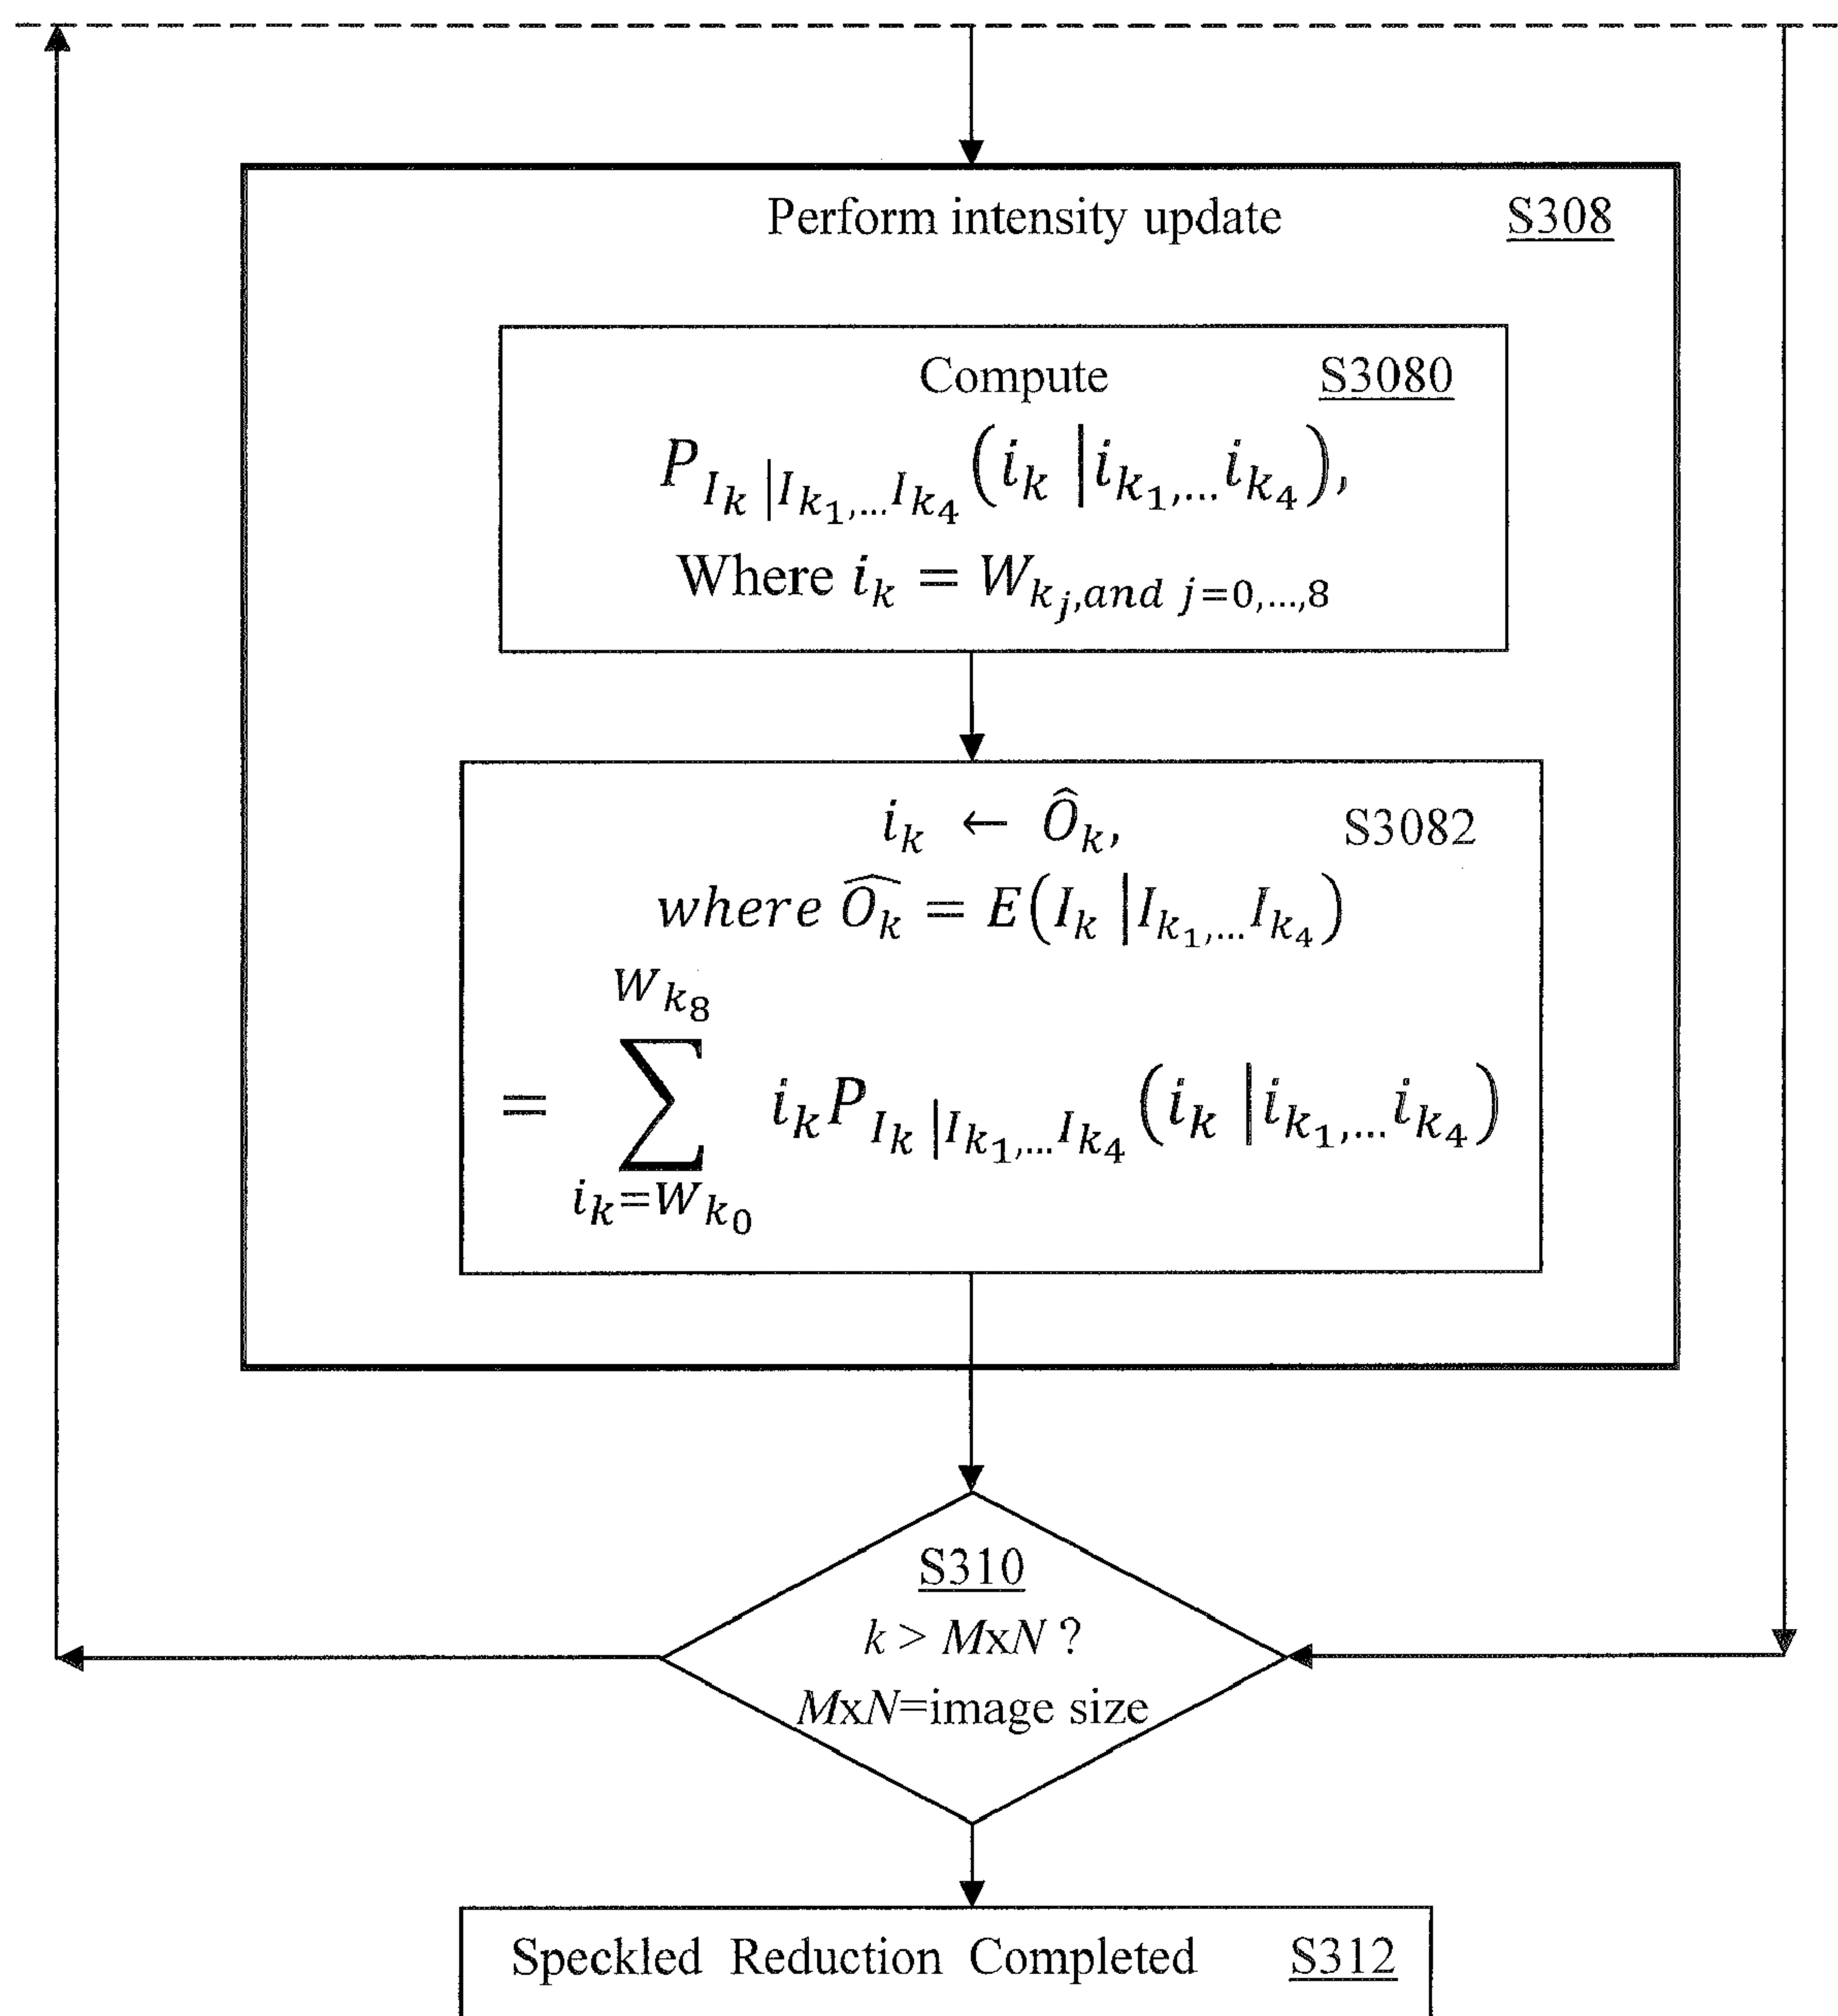 Perform intensity update S308
Compute S3080
P_{I_k |I_{k_1,...}I_{k_4}}(i_k |i_{k_1,...}i_{k_4}),
Where i_k = W_{k_j,and j=0,...,8}
i_k ← Ô_k, S3082
where \widehat{O_k} = E(I_k |I_{k_1,...}I_{k_4})
= \sum_{i_k=W_{k_0}}^{W_{k_8}} i_k P_{I_k |I_{k_1,...}I_{k_4}}(i_k |i_{k_1,...}i_{k_4})
S310
k > MxN ?
MxN=image size
Speckled Reduction Completed S312